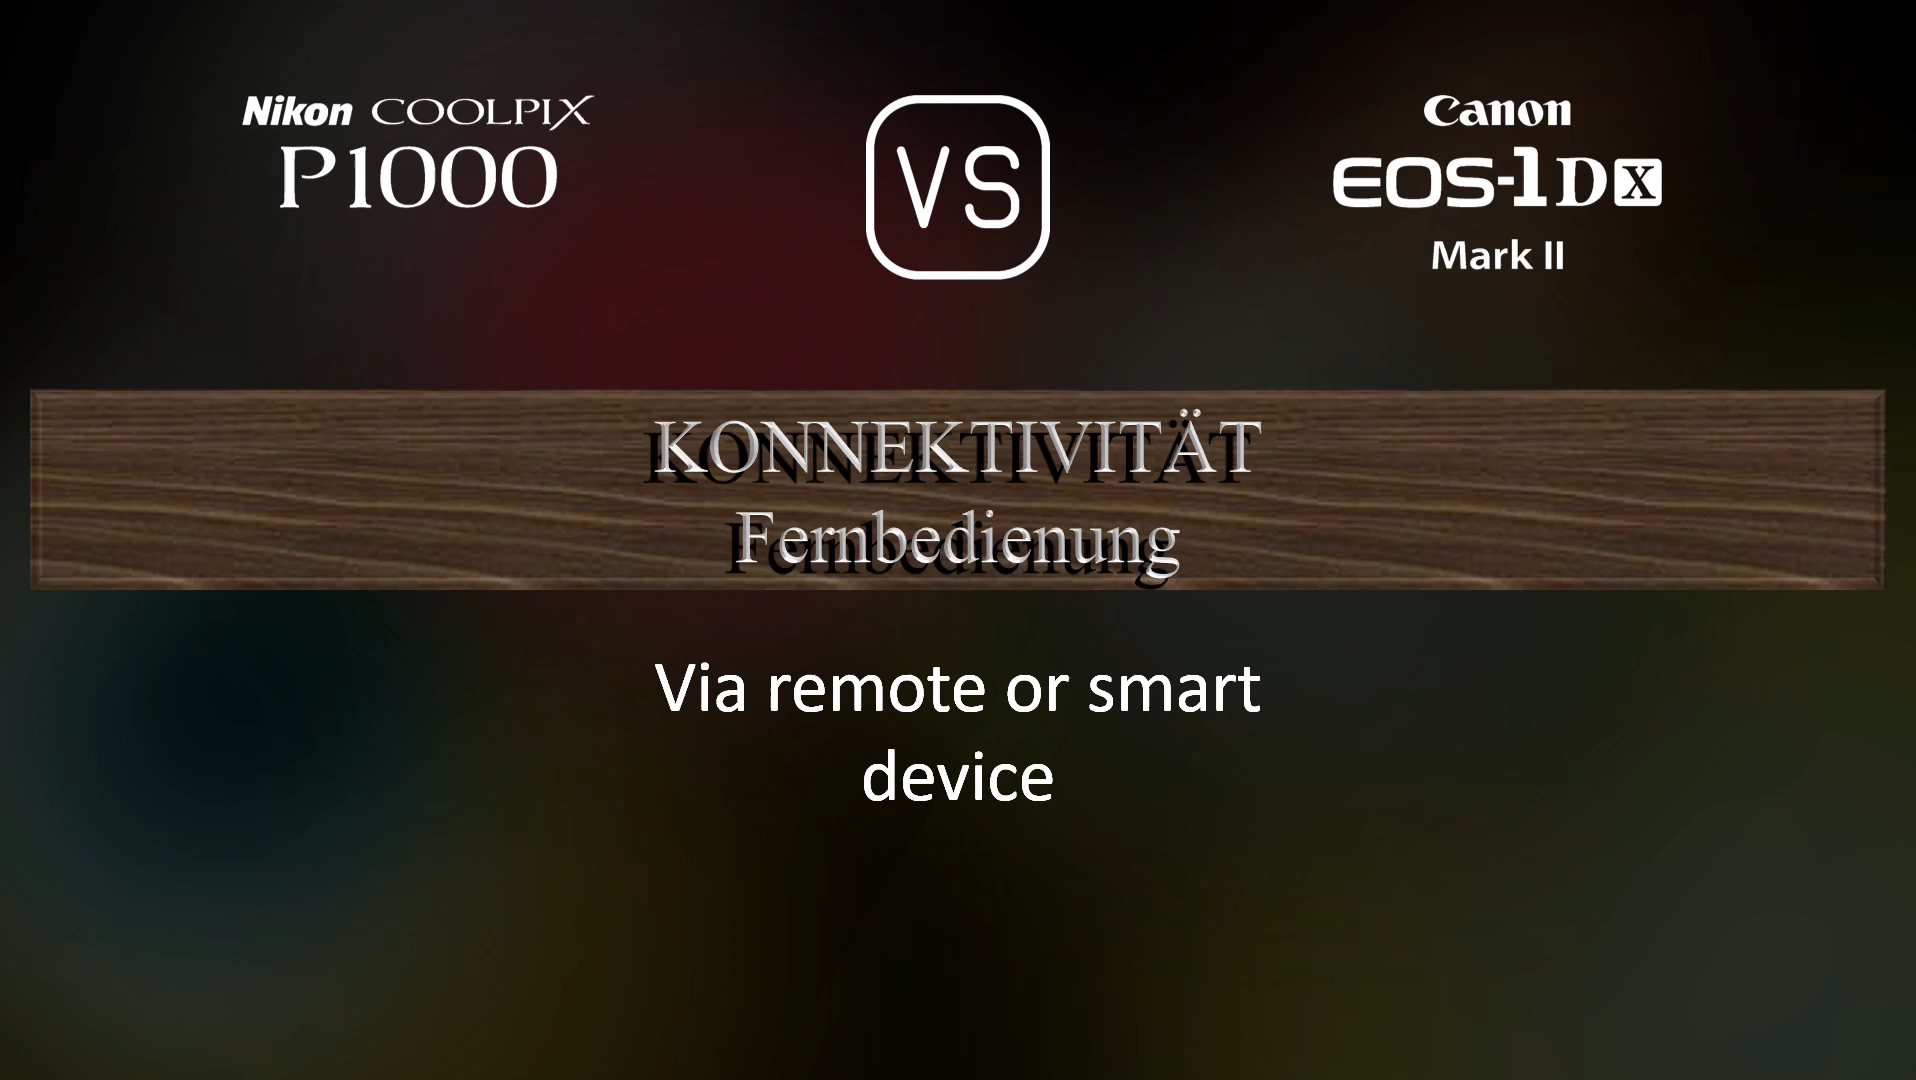 Nikon COOLPIX
P1000
VS
Canon
EOS-1DX
Mark II
KONNEKTIVITÄT
Fernbedienung
Via remote or smart
device